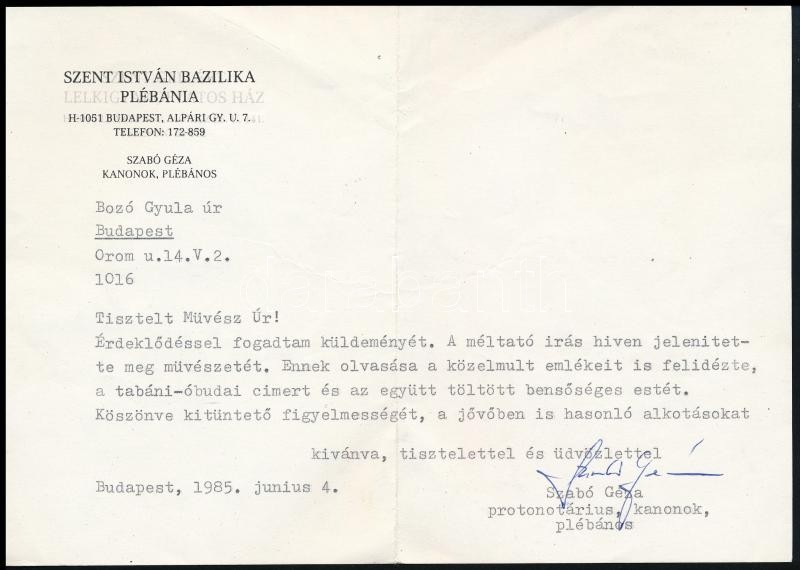 SZENT ISTVÁN BAZILIKA
PLÉBÁNIA
H-1051 BUDAPEST, ALPÁRI GY. U. 7.
TELEFON: 172-859
SZABÓ GÉZA
KANONOK, PLÉBÁNOS
Bozó Gyula úr
Budapest
Orom u.14.V.2.
1016
Tisztelt Müvész Úr!
Érdeklődéssel fogadtam küldeményét. A méltató irás hiven jelenitet-
te meg müvészetét. Ennek olvasása a közelmult emlékeit is felidézte,
a tabáni-óbudai cimert és az együtt töltött bensőséges estét.
Köszönve kitüntető figyelmességét, a jővőben is hasonló alkotásokat
kivánva, tisztelettel és üdvözlettel
Szabó Géza
Budapest, 1985. junius 4.
Szabó Géza
protonotárius, kanonok,
plébános